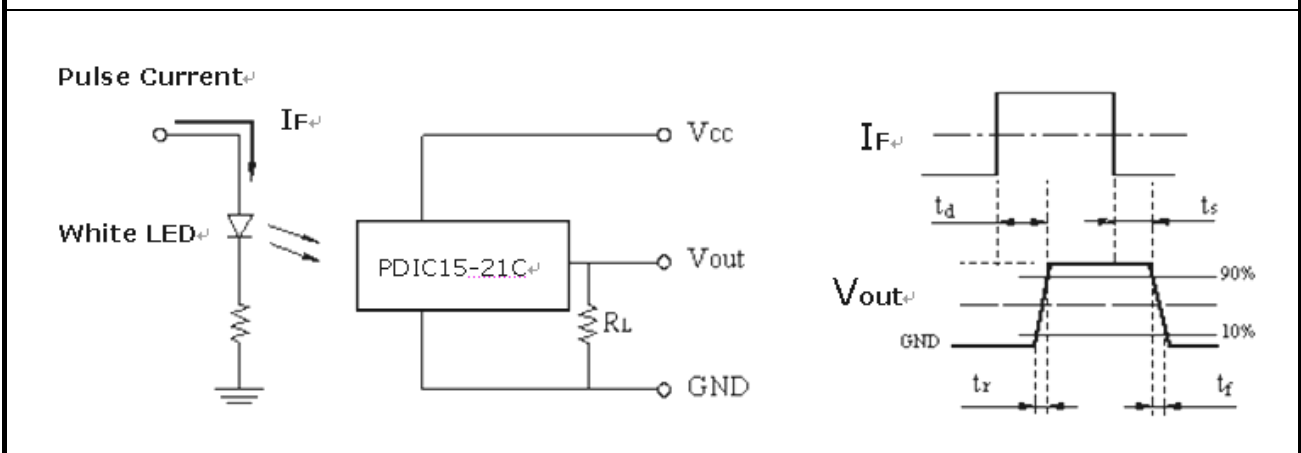 Pulse Current
IF
White LED
PDIC15-21C
Vcc
Vout
RL
GND
IF
td
ts
Vout
90%
10%
GND
tr
tf